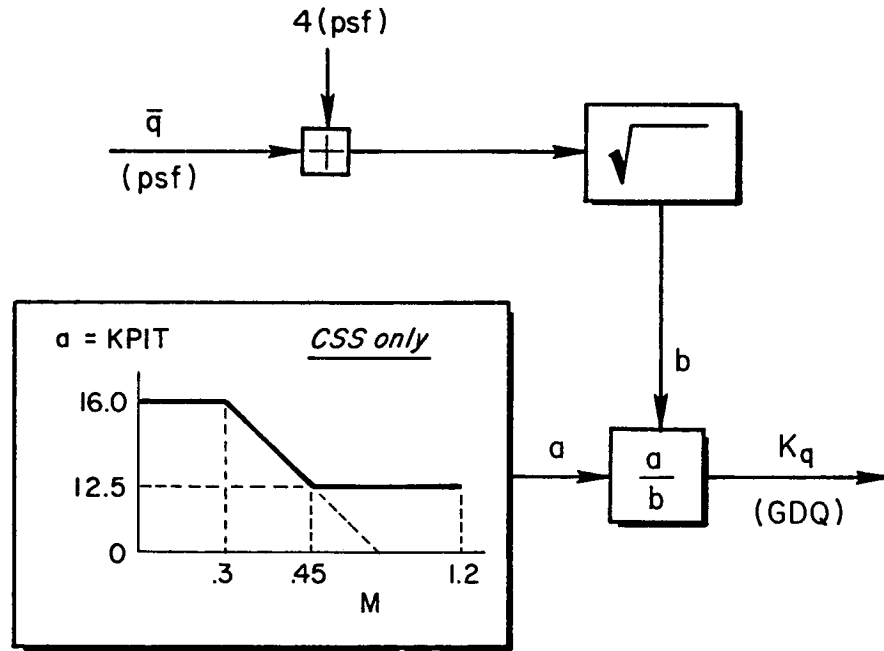 4(psf)
q̄
(psf)
+
√
a = KPIT
CSS only
16.0
12.5
0
.3
.45
1.2
M
b
a
a
b
Kq
(GDQ)